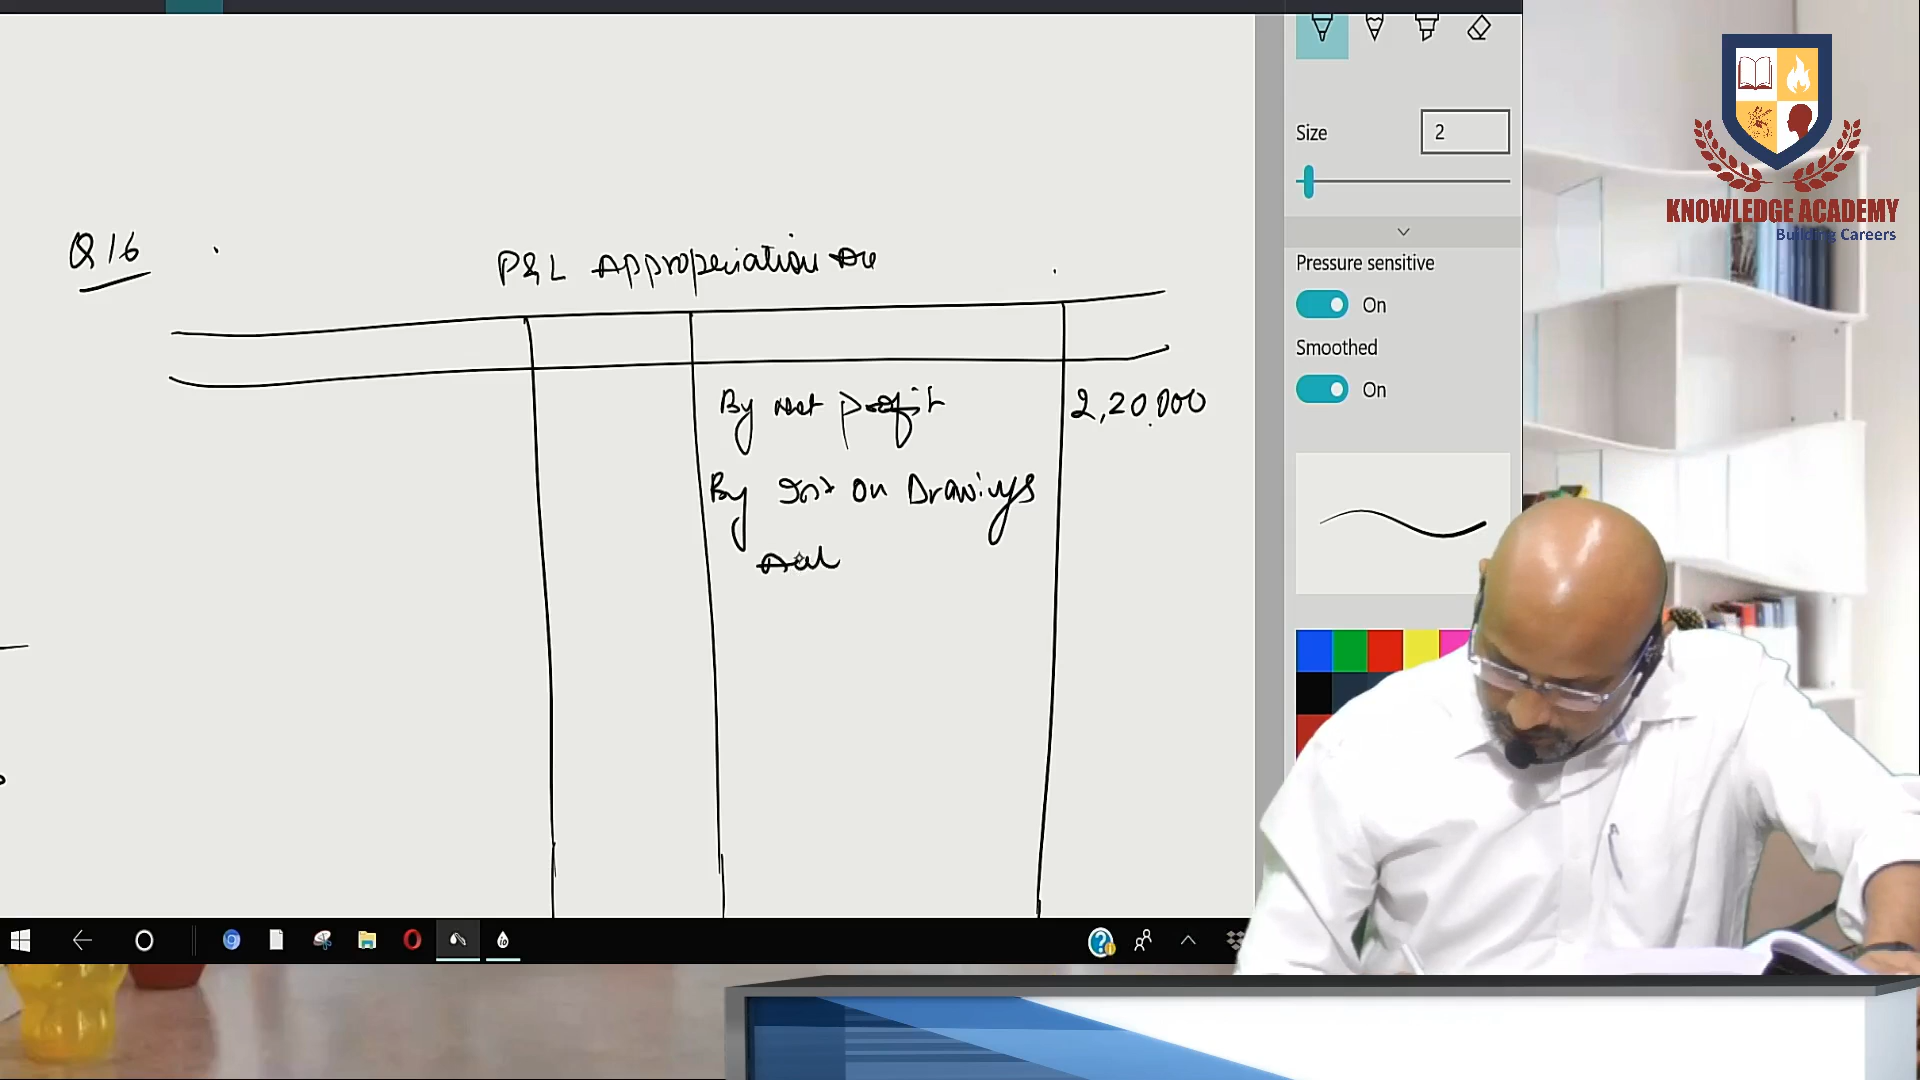 Size
2
KNOWLEDGE ACADEMY
Building Careers
Q16
P&L Appropriation A/c
Pressure sensitive
On
Smoothed
On
By net profit
2,20,000
By Int on Drawings